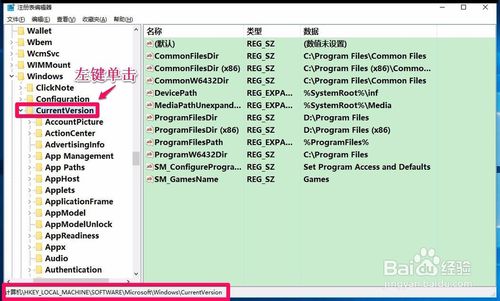 注册表编辑器
文件(F) 编辑(E) 查看(V) 收藏夹(A) 帮助(H)
Wallet
Wbem
WcmSvc
WIMMount
Windows
ClickNote
Configuration
CurrentVersion
AccountPicture
ActionCenter
AdvertisingInfo
App Management
App Paths
AppHost
Applets
ApplicationFrame
AppModel
AppModelUnlock
AppReadiness
Appx
Audio
Authentication
左键单击
名称 类型 数据
(默认) REG_SZ (数值未设置)
CommonFilesDir REG_SZ C:\Program Files\Common Files
CommonFilesDir (x86) REG_SZ C:\Program Files (x86)\Commo...
CommonW6432Dir REG_SZ C:\Program Files\Common Files
DevicePath REG_EXPA... %SystemRoot%\inf
MediaPathUnexpand... REG_EXPA... %SystemRoot%\Media
ProgramFilesDir REG_SZ D:\Program Files
ProgramFilesDir (x86) REG_SZ D:\Program Files (x86)
ProgramFilesPath REG_EXPA... %ProgramFiles%
ProgramW6432Dir REG_SZ C:\Program Files
SM_ConfigureProgra... REG_SZ Set Program Access and Defaults
SM_GamesName REG_SZ Games
计算机\HKEY_LOCAL_MACHINE\SOFTWARE\Microsoft\Windows\CurrentVersion
Baidu 经验
jingyan.baidu.com